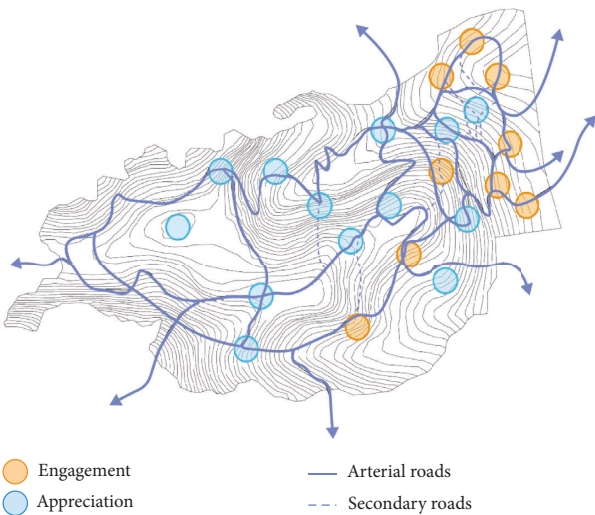 Engagement
Appreciation
Arterial roads
Secondary roads